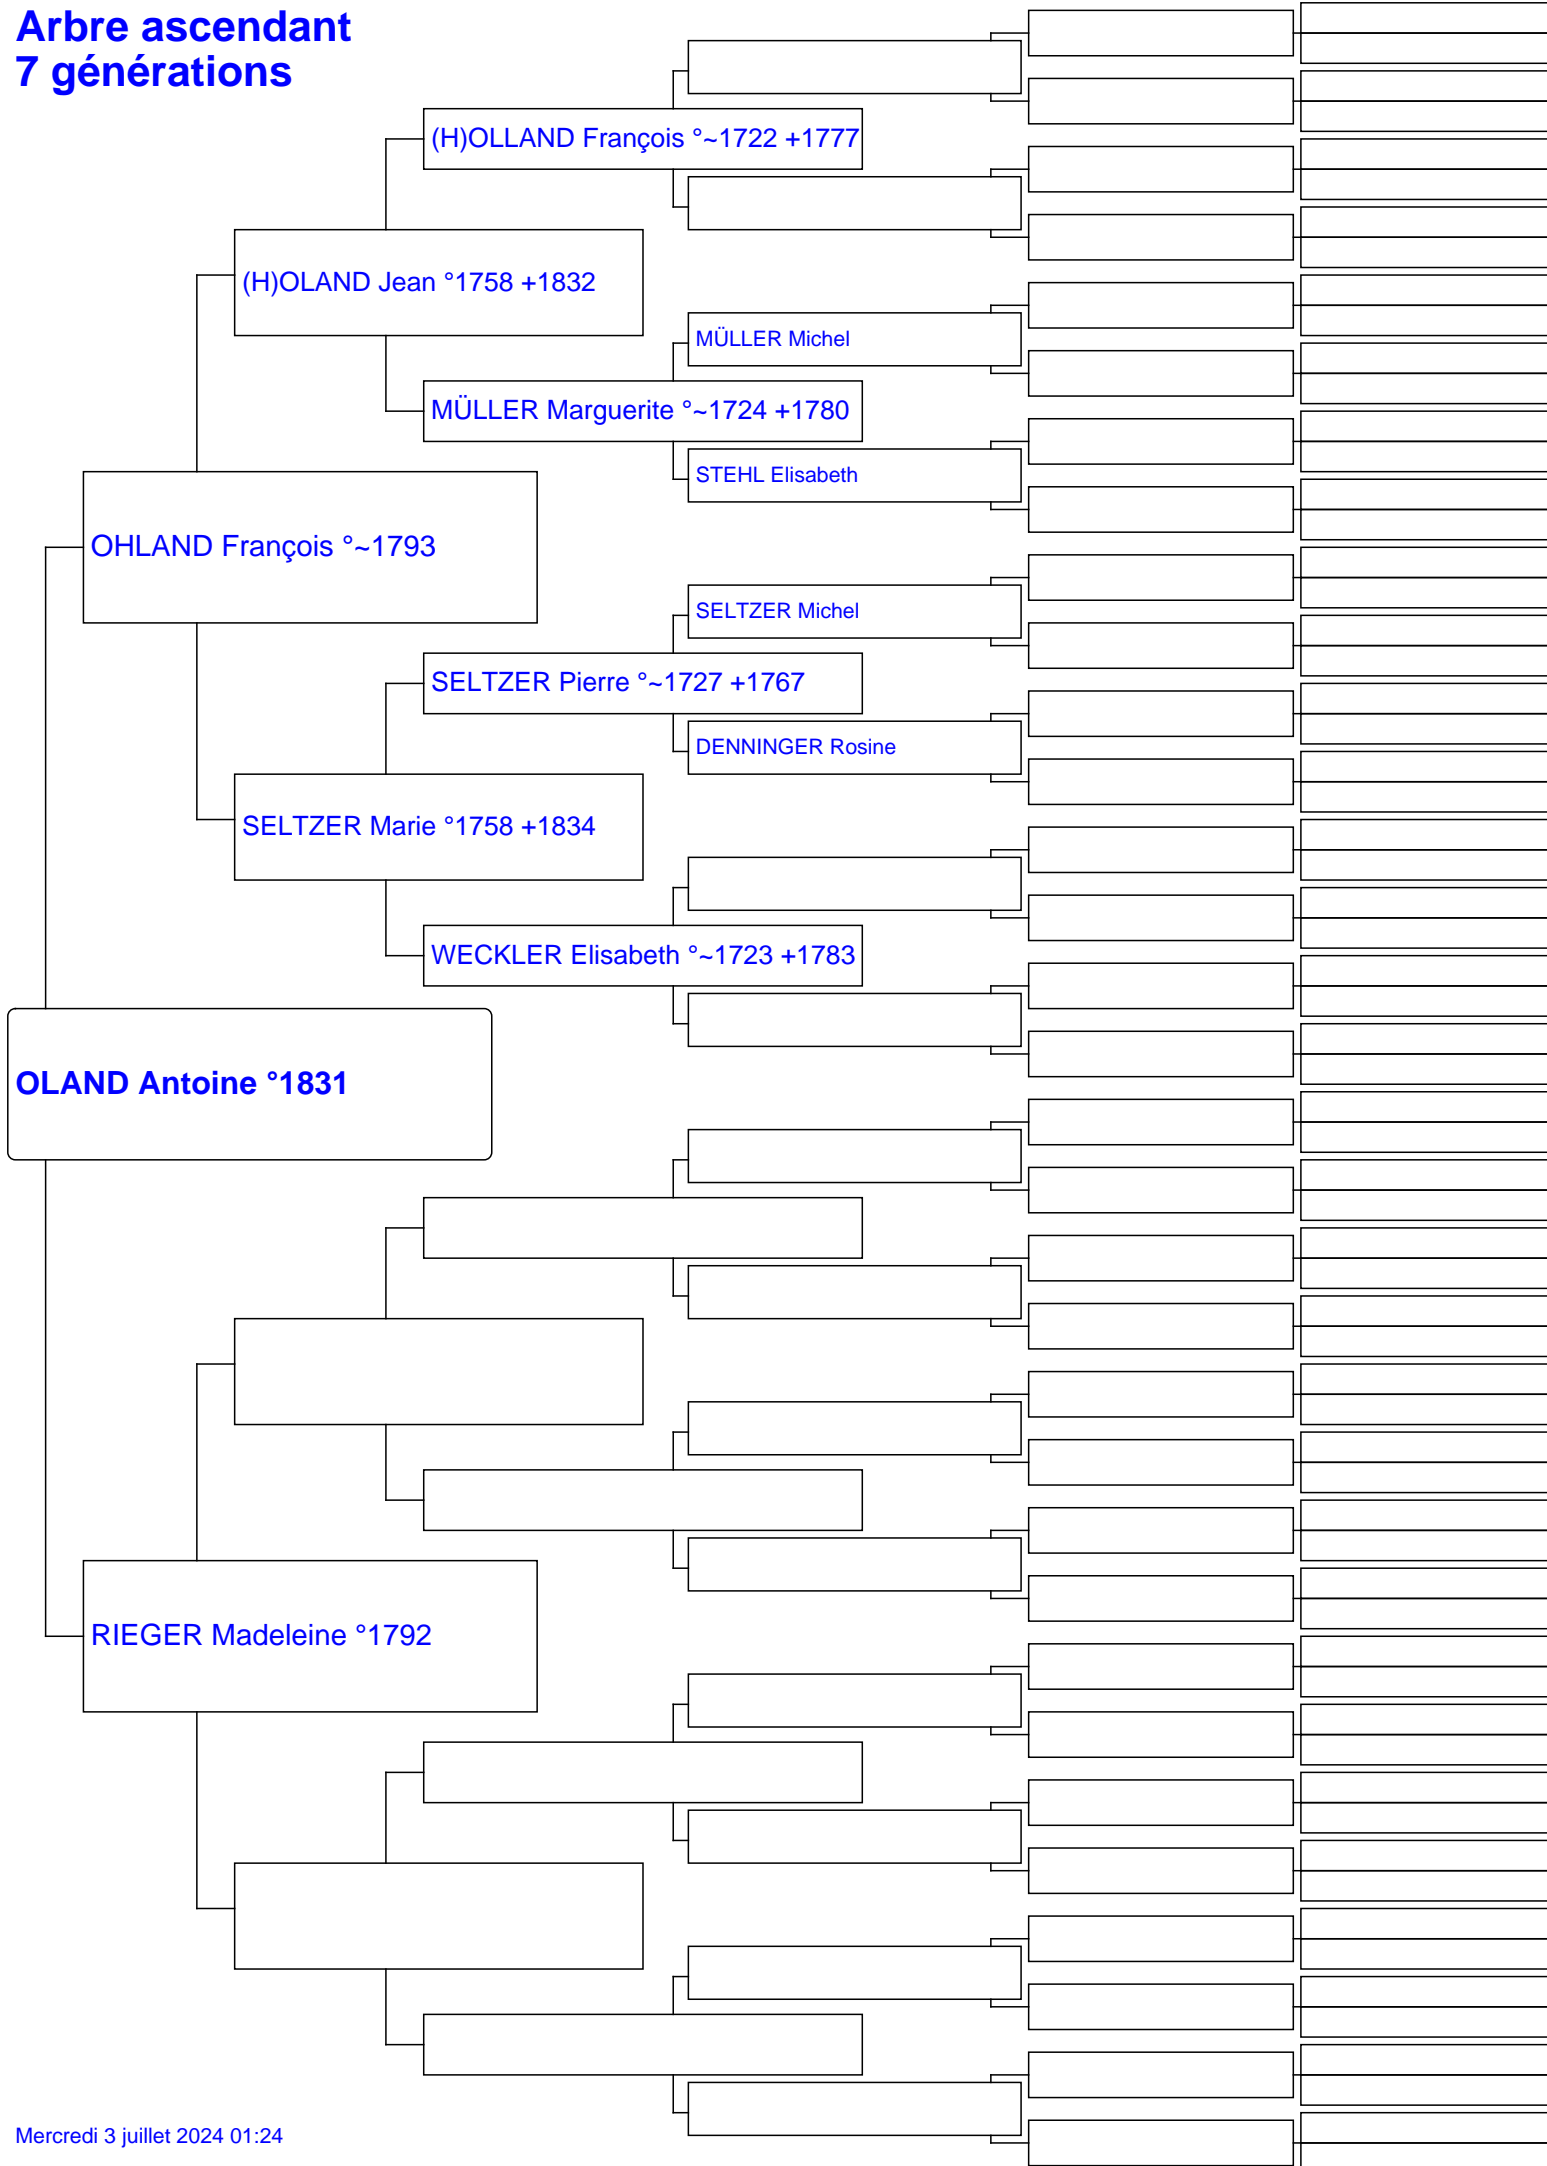 Arbre ascendant
7 générations
(H)OLLAND François °~1722 +1777
(H)OLAND Jean °1758 +1832
MÜLLER Michel
MÜLLER Marguerite °~1724 +1780
STEHL Elisabeth
OHLAND François °~1793
SELTZER Michel
SELTZER Pierre °~1727 +1767
DENNINGER Rosine
SELTZER Marie °1758 +1834
WECKLER Elisabeth °~1723 +1783
OLAND Antoine °1831
RIEGER Madeleine °1792
Mercredi 3 juillet 2024 01:24